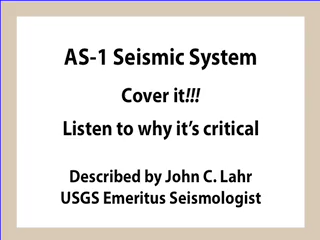 AS-1 Seismic System
Cover it!!!
Listen to why it's critical
Described by John C. Lahr
USGS Emeritus Seismologist